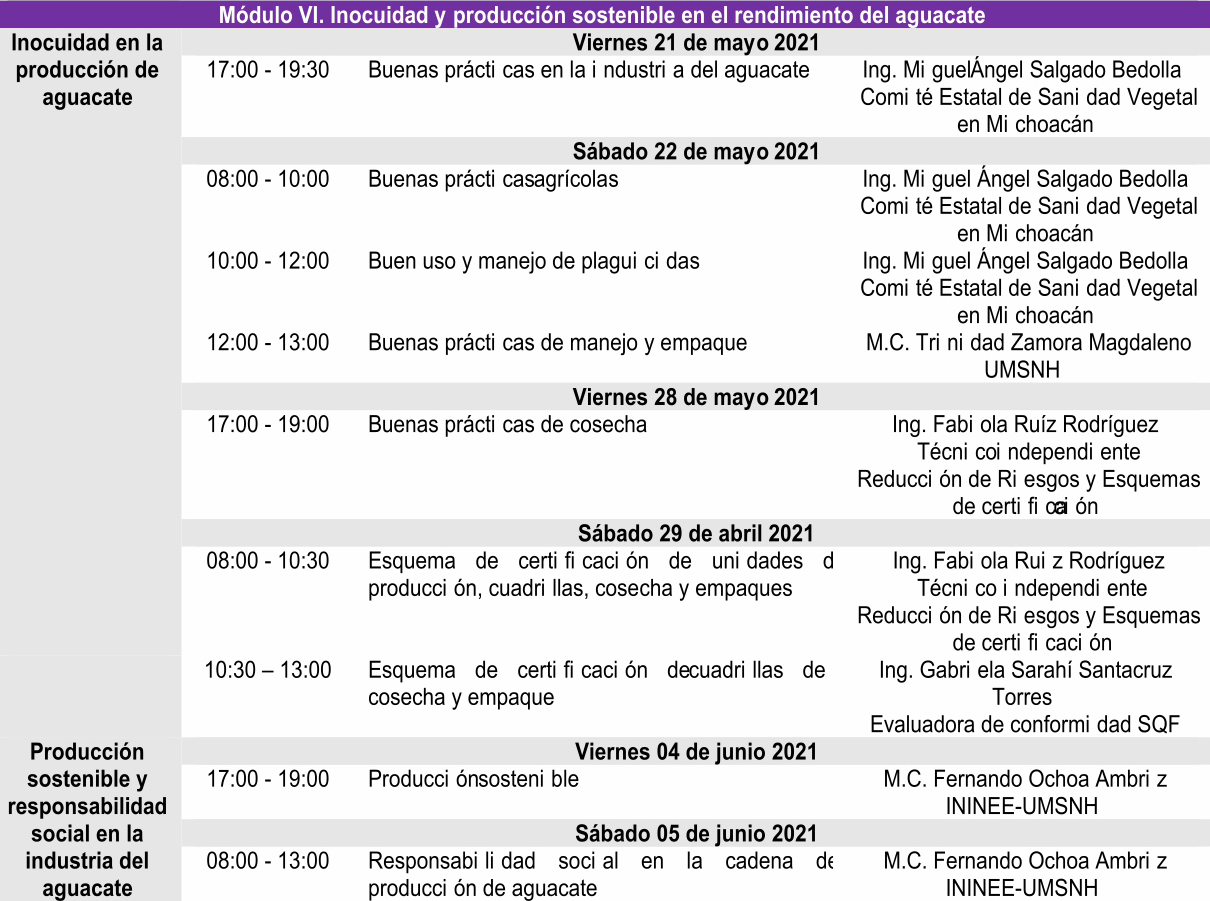 Módulo VI. Inocuidad y producción sostenible en el rendimiento del aguacate
Inocuidad en la
producción de
aguacate
Viernes 21 de mayo 2021
17:00 - 19:30 Buenas prácti cas en la i ndustri a del aguacate Ing. Mi guelÁngel Salgado Bedolla
Comi té Estatal de Sani dad Vegetal
en Mi choacán
Sábado 22 de mayo 2021
08:00 - 10:00 Buenas prácti casagrícolas Ing. Mi guel Ángel Salgado Bedolla
Comi té Estatal de Sani dad Vegetal
en Mi choacán
10:00 - 12:00 Buen uso y manejo de plagui ci das Ing. Mi guel Ángel Salgado Bedolla
Comi té Estatal de Sani dad Vegetal
en Mi choacán
12:00 - 13:00 Buenas prácti cas de manejo y empaque M.C. Tri ni dad Zamora Magdaleno
UMSNH
Viernes 28 de mayo 2021
17:00 - 19:00 Buenas prácti cas de cosecha Ing. Fabi ola Ruíz Rodríguez
Técni coi ndependi ente
Reducci ón de Ri esgos y Esquemas
de certi fi caci ón
Sábado 29 de abril 2021
08:00 - 10:30 Esquema de certi fi caci ón de uni dades d Ing. Fabi ola Rui z Rodríguez
producci ón, cuadri llas, cosecha y empaques Técni co i ndependi ente
Reducci ón de Ri esgos y Esquemas
de certi fi caci ón
10:30 – 13:00 Esquema de certi fi caci ón decuadri llas de Ing. Gabri ela Sarahí Santacruz
cosecha y empaque Torres
Evaluadora de conformi dad SQF
Producción
sostenible y
responsabilidad
social en la
industria del
aguacate
Viernes 04 de junio 2021
17:00 - 19:00 Producci ónsosteni ble M.C. Fernando Ochoa Ambri z
ININEE-UMSNH
Sábado 05 de junio 2021
08:00 - 13:00 Responsabi li dad soci al en la cadena de M.C. Fernando Ochoa Ambri z
producci ón de aguacate ININEE-UMSNH